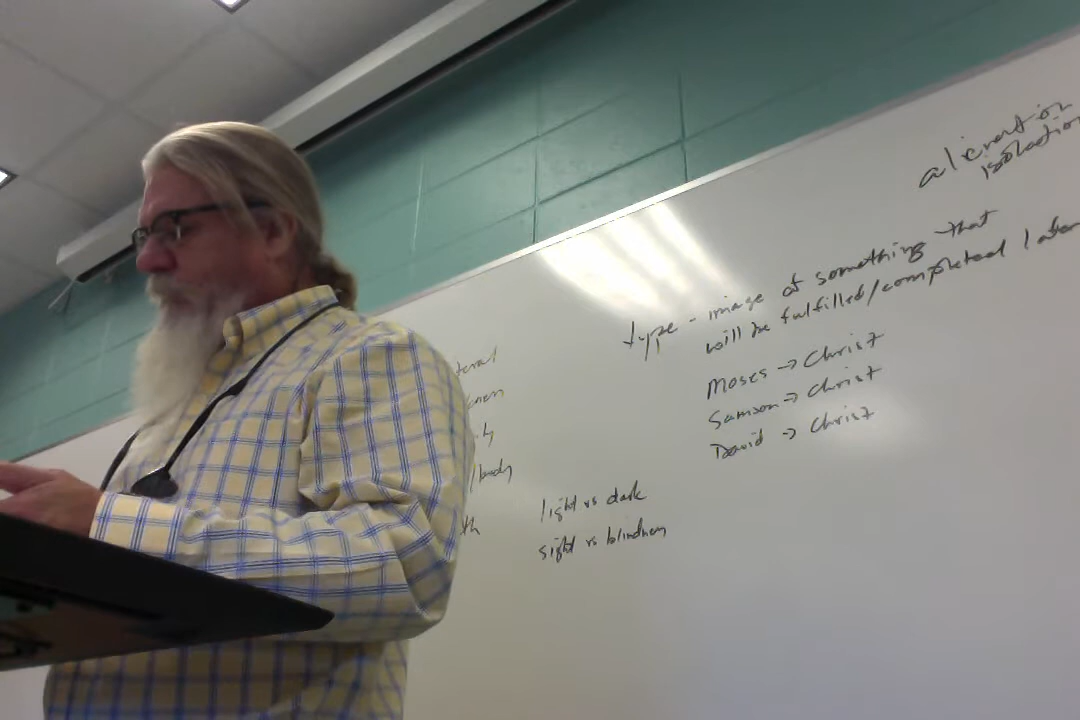 alienation
isolation
type - image of something that
will be fulfilled/completed later
Moses → Christ
Samson → Christ
David → Christ
/body
light vs dark
sight vs blindness